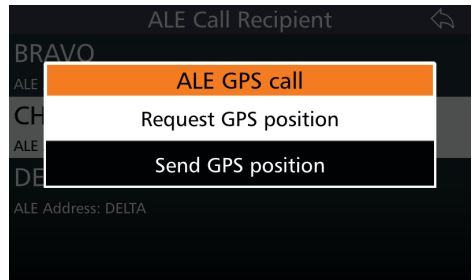 ALE Call Recipient
BRAVO
ALE
ALE GPS call
CH
Request GPS position
ALE
Send GPS position
DE
ALE Address: DELTA